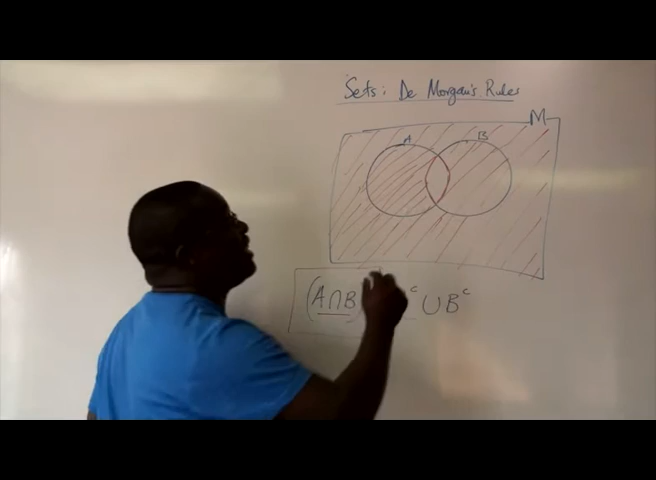 Sets: De Morgan's Rules
M
A B
(A∩B ᶜ ∪ Bᶜ